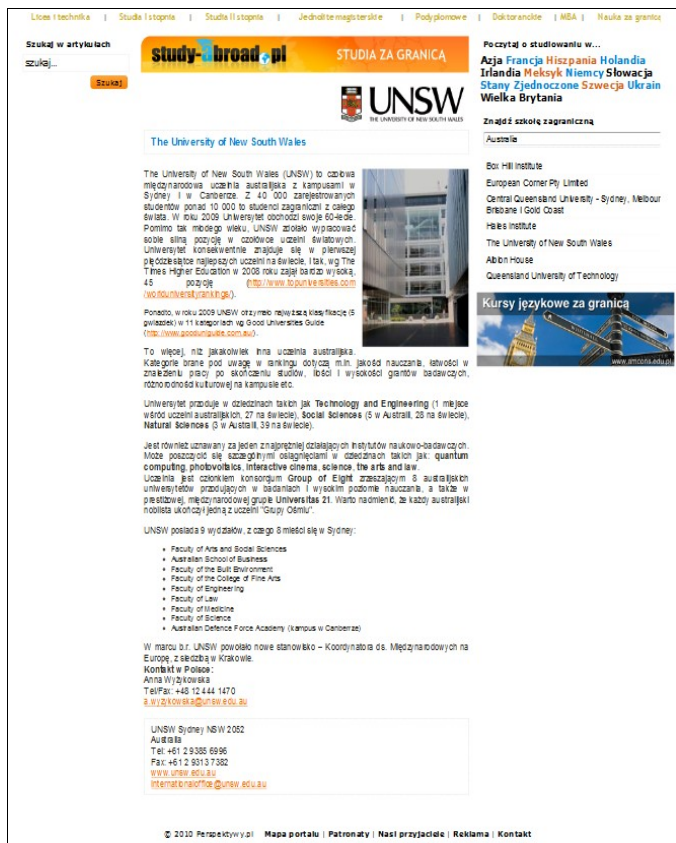 Licea i technika | Studia I stopnia | Studia II stopnia | Jednolite magisterskie | Podyplomowe | Doktoranckie | MBA | Nauka za granicą
Szukaj w artykułach
szukaj...
Szukaj
study-abroad.pl STUDIA ZA GRANICĄ
UNSW
THE UNIVERSITY OF NEW SOUTH WALES
The University of New South Wales
The University of New South Wales (UNSW) to czołowa
międzynarodowa uczelnia australijska z kampusami w
Sydney i w Canberze. Z 40 000 zarejestrowanych
studentów ponad 10 000 to studenci zagraniczni z całego
świata. W roku 2009 Uniwersytet obchodzi swoje 60-lecie.
Pomimo tak młodego wieku, UNSW zdołało wypracować
sobie silną pozycję w czołówce uczelni światowych.
Uniwersytet konsekwentnie znajduje się w pierwszej
pięćdziesiątce najlepszych uczelni na świecie, i tak, wg The
Times Higher Education w 2008 roku zajął bardzo wysoką,
45 pozycję (http://www.topuniversities.com
/worlduniversityrankings/).
Ponadto, w roku 2009 UNSW otrzymało najwyższą klasyfikację (5
gwiazdek) w 11 kategoriach wg Good Universities Guide
(http://www.gooduniguide.com.au/).
To więcej, niż jakakolwiek inna uczelnia australijska.
Kategorie brane pod uwagę w rankingu dotyczą m.in. jakości nauczania, łatwości w
znalezieniu pracy po skończeniu studiów, ilości i wysokości grantów badawczych,
różnorodności kulturowej na kampusie etc.
Uniwersytet przoduje w dziedzinach takich jak Technology and Engineering (1 miejsce
wśród uczelni australijskich, 27 na świecie), Social Sciences (5 w Australii, 28 na świecie),
Natural Sciences (3 w Australii, 39 na świecie).
Jest również uznawany za jeden z najprężniej działających instytutów naukowo-badawczych.
Może poszczycić się szczególnymi osiągnięciami w dziedzinach takich jak: quantum
computing, photovoltaics, interactive cinema, science, the arts and law.
Uczelnia jest członkiem konsorcjum Group of Eight zrzeszającym 8 australijskich
uniwersytetów przodujących w badaniach i wysokim poziomie nauczania, a także w
prestiżowej, międzynarodowej grupie Universitas 21. Warto nadmienić, że każdy australijski
noblista ukończył jedną z uczelni "Grupy Ośmiu".
UNSW posiada 9 wydziałów, z czego 8 mieści się w Sydney:
Faculty of Arts and Social Sciences
Australian School of Business
Faculty of the Built Environment
Faculty of the College of Fine Arts
Faculty of Engineering
Faculty of Law
Faculty of Medicine
Faculty of Science
Australian Defence Force Academy (kampus w Canberze)
W marcu b.r. UNSW powołało nowe stanowisko – Koordynatora ds. Międzynarodowych na
Europę, z siedzibą w Krakowie.
Kontakt w Polsce:
Anna Wyżykowska
Tel/Fax: +48 12 444 1470
a.wyzykowska@unsw.edu.au
UNSW Sydney NSW 2052
Australia
Tel: +61 2 9385 6996
Fax: +61 2 9313 7382
www.unsw.edu.au
internationaloffice@unsw.edu.au
Poczytaj o studiowaniu w...
Azja Francja Hiszpania Holandia
Irlandia Meksyk Niemcy Słowacja
Stany Zjednoczone Szwecja Ukrain
Wielka Brytania
Znajdź szkołę zagraniczną
Australia
Box Hill Institute
European Corner Pty Limited
Central Queensland University - Sydney, Melbour
Brisbane i Gold Coast
Hales Institute
The University of New South Wales
Albion House
Queensland University of Technology
Kursy językowe za granicą
www.amcons.edu.pl
© 2010 Perspektywy.pl Mapa portalu | Patronaty | Nasi przyjaciele | Reklama | Kontakt